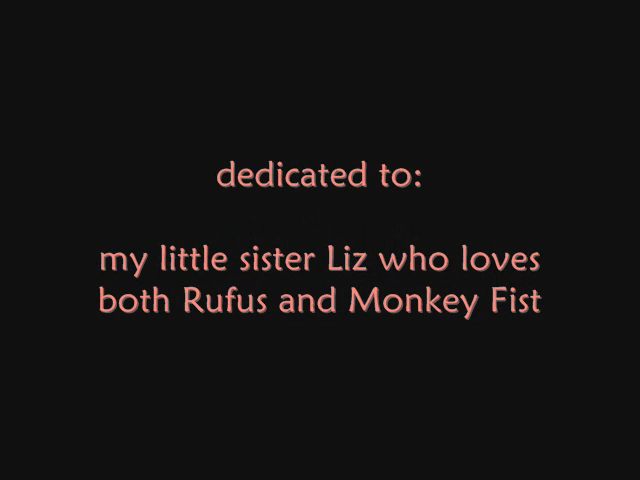 dedicated to:
my little sister Liz who loves
both Rufus and Monkey Fist